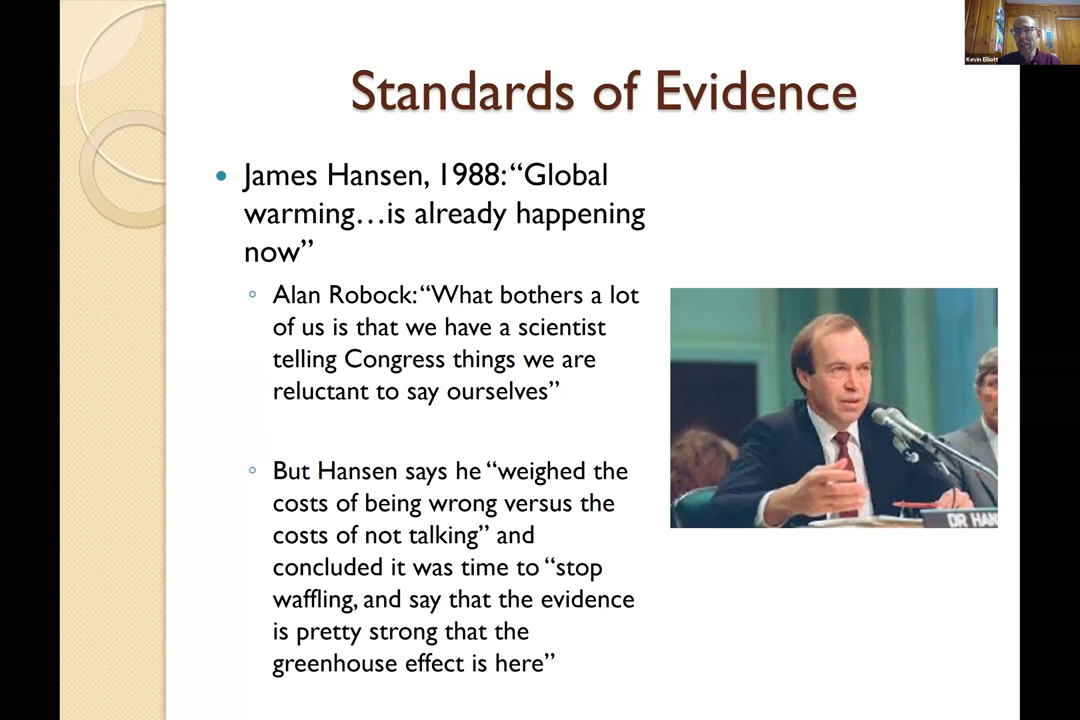 Kevin Elliott
Standards of Evidence
James Hansen, 1988: “Global
warming…is already happening
now”
Alan Robock: “What bothers a lot
of us is that we have a scientist
telling Congress things we are
reluctant to say ourselves”
But Hansen says he “weighed the
costs of being wrong versus the
costs of not talking” and
concluded it was time to “stop
waffling, and say that the evidence
is pretty strong that the
greenhouse effect is here”
DR HAN